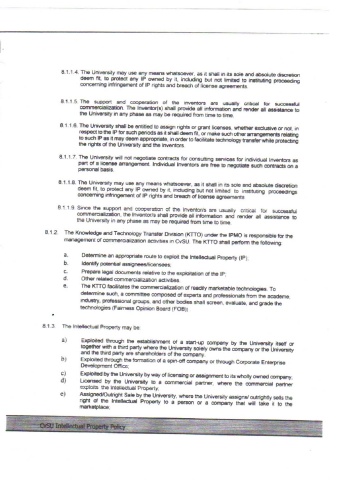 8.1.1.4. The University may use any means whatsoever, as it shall in its sole and absolute discretion
deem fit, to protect any IP owned by it, including but not limited to instituting proceeding
concerning infringement of IP rights and breach of license agreements.
8.1.1.5. The support and cooperation of the inventors are usually critical for successful
commercialization. The inventor(s) shall provide all information and render all assistance to
the University in any phase as may be required from time to time.
8.1.1.6. The University shall be entitled to assign rights or grant licenses, whether exclusive or not, in
respect to the IP for such periods as it shall deem fit, or make such other arrangements relating
to such IP as it may deem appropriate, in order to facilitate technology transfer while protecting
the rights of the University and the inventors.
8.1.1.7. The University will not negotiate contracts for consulting services for individual inventors as
part of a license arrangement. Individual inventors are free to negotiate such contracts on a
personal basis.
8.1.1.8. The University may use any means whatsoever, as it shall in its sole and absolute discretion
deem fit, to protect any IP owned by it, including but not limited to instituting proceedings
concerning infringement of IP rights and breach of license agreements
8.1.1.9. Since the support and cooperation of the inventors are usually critical for successful
commercialization, the Inventor/s shall provide all information and render all assistance to
the University in any phase as may be required from time to time.
8.1.2. The Knowledge and Technology Transfer Division (KTTD) under the IPMO is responsible for the
management of commercialization activities in CvSU. The KTTD shall perform the following:
a. Determine an appropriate route to exploit the Intellectual Property (IP);
b. Identify potential assignees/licensees;
c. Prepare legal documents relative to the exploitation of the IP;
d. Other related commercialization activities.
e. The KTTD facilitates the commercialization of readily marketable technologies. To
determine such, a committee composed of experts and professionals from the academe,
industry, professional groups, and other bodies shall screen, evaluate, and grade the
technologies (Fairness Opinion Board (FOB))
8.1.3. The Intellectual Property may be:
a) Exploited through the establishment of a start-up company by the University itself or
together with a third party where the University solely owns the company or the University
and the third party are shareholders of the company.
b) Exploited through the formation of a spin-off company or through Corporate Enterprise
Development Office;
c) Exploited by the University by way of licensing or assignment to its wholly owned company.
d) Licensed by the University to a commercial partner, where the commercial partner
exploits the Intellectual Property.
e) Assigned/Outright Sale by the University, where the University assigns/ outrightly sells the
right of the Intellectual Property to a person or a company that will take it to the
marketplace;
CvSU Intellectual Property Policy